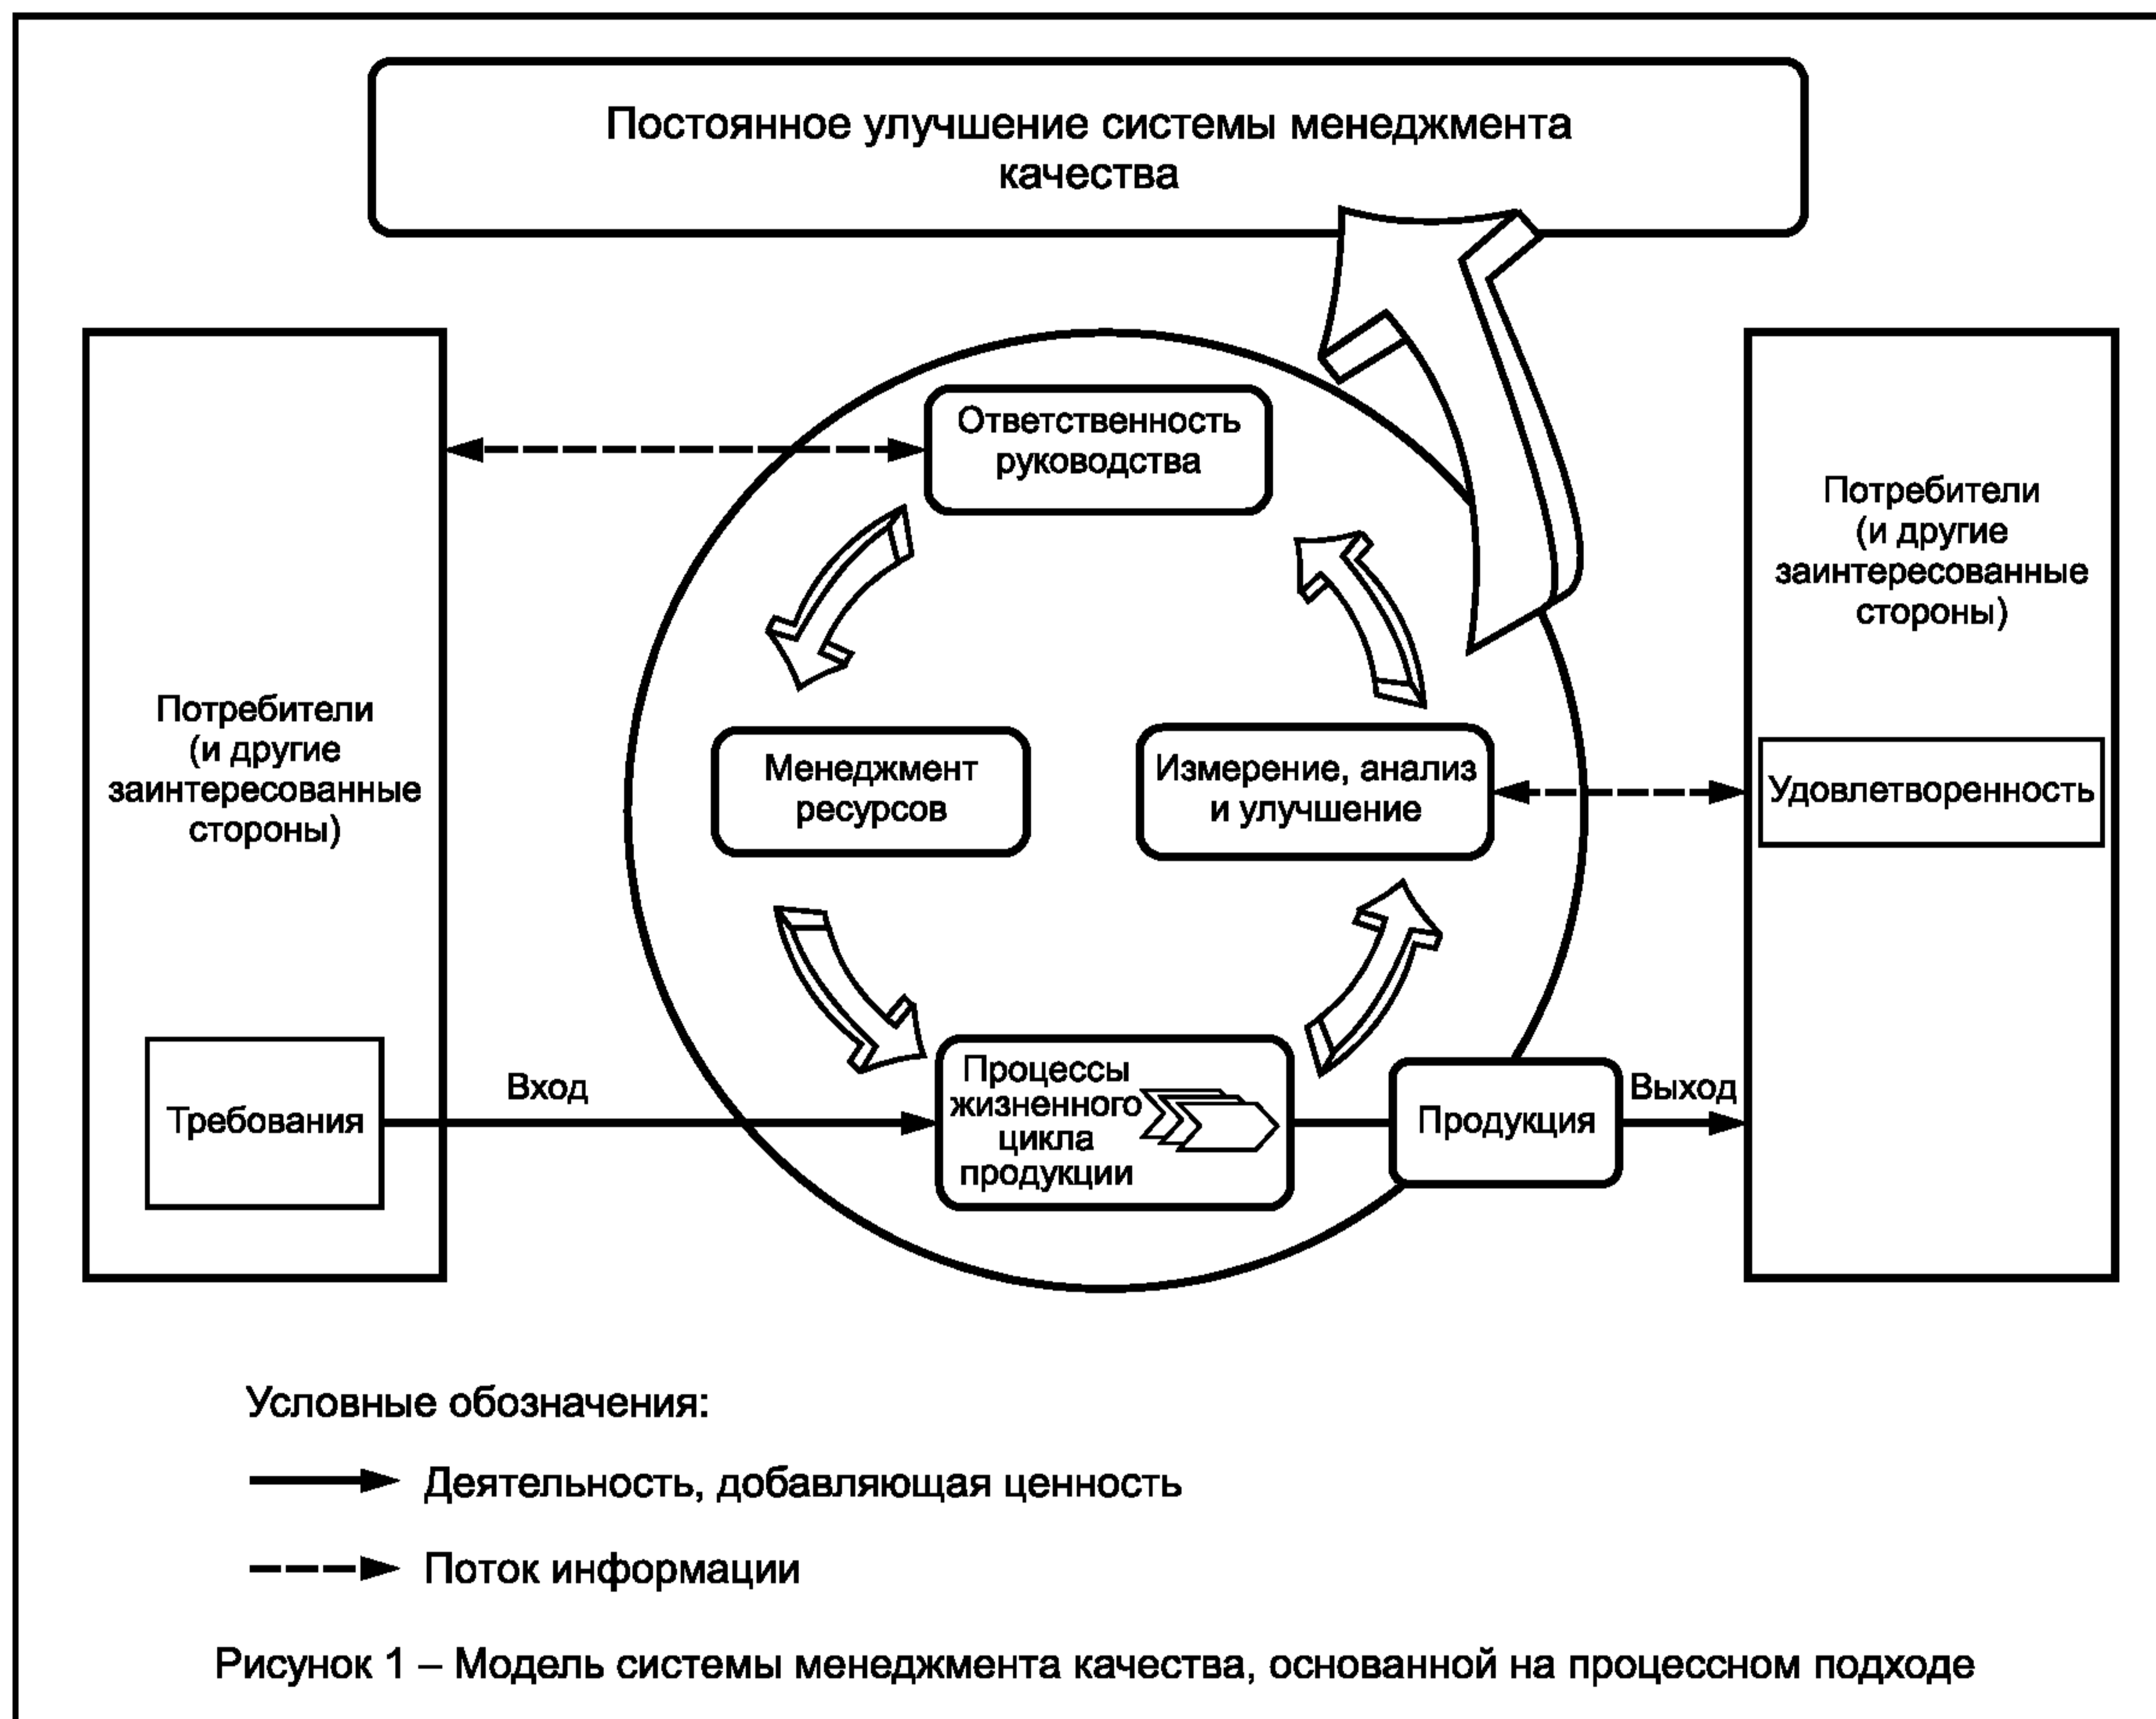 Постоянное улучшение системы менеджмента
качества
Ответственность
руководства
Потребители
(и другие
заинтересованные
стороны)
Потребители
(и другие
заинтересованные
стороны)
Менеджмент
ресурсов
Измерение, анализ
и улучшение
Удовлетворенность
Требования
Вход
Процессы
жизненного
цикла
продукции
Продукция
Выход
Условные обозначения:
Деятельность, добавляющая ценность
Поток информации
Рисунок 1 – Модель системы менеджмента качества, основанной на процессном подходе